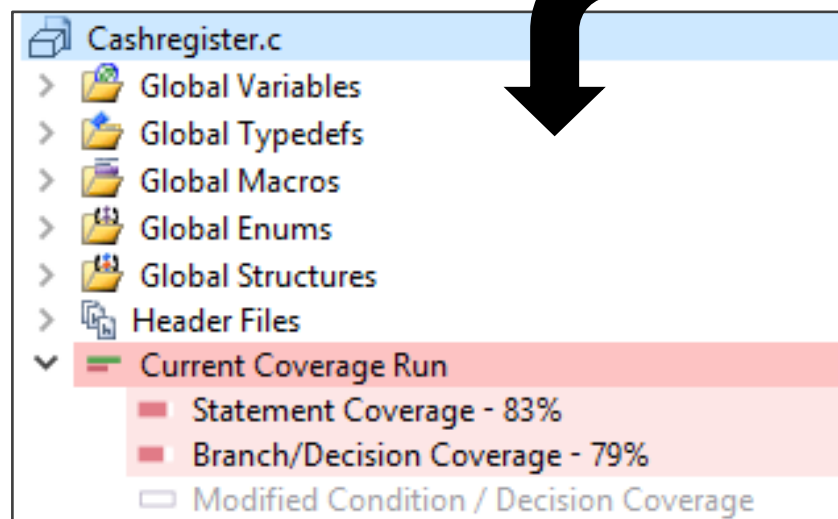 Cashregister.c
Global Variables
Global Typedefs
Global Macros
Global Enums
Global Structures
Header Files
Current Coverage Run
Statement Coverage - 83%
Branch/Decision Coverage - 79%
Modified Condition / Decision Coverage